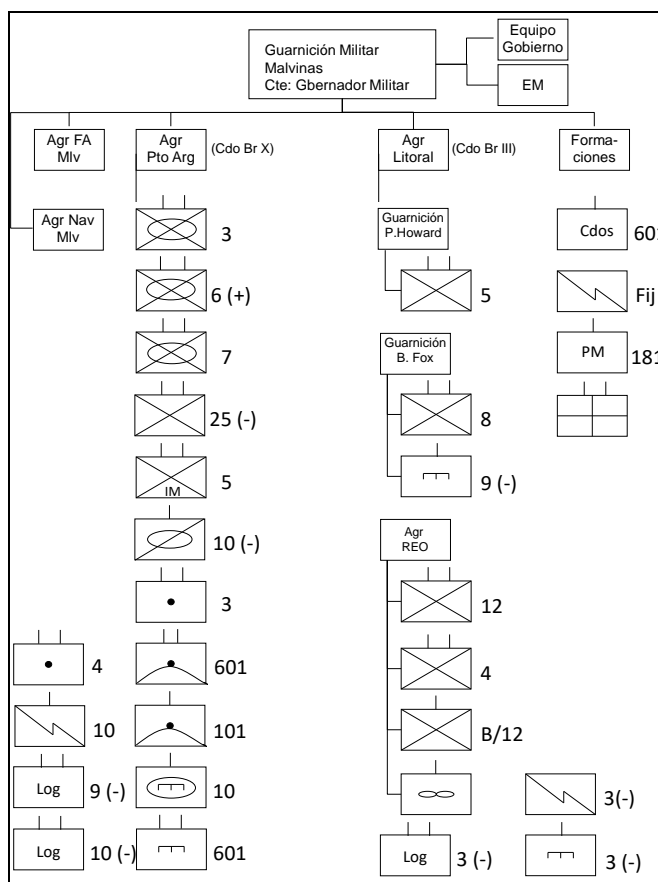 Guarnición Militar
Malvinas
Cte: Gbernador Militar
Equipo
Gobierno
EM
Agr FA
Mlv
Agr
Pto Arg
(Cdo Br X)
Agr
Litoral
(Cdo Br III)
Forma-
ciones
Agr Nav
Mlv
3
6 (+)
7
25 (-)
IM
5
10 (-)
3
4
601
10
101
Log
9 (-)
10
Log
10 (-)
601
Guarnición
P.Howard
5
Guarnición
B. Fox
8
9 (-)
Agr
REO
12
4
B/12
Log
3 (-)
3(-)
3 (-)
Cdos
601
Fij
PM
181